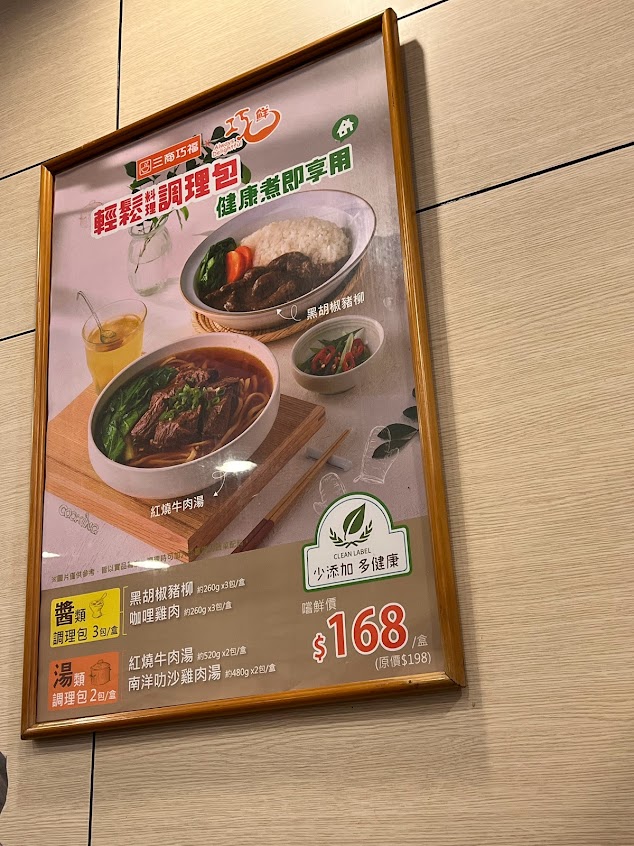 三商巧福
巧鮮
輕鬆料理調理包
健康煮即享用
黑胡椒豬柳
紅燒牛肉湯
CLEAN LABEL
少添加 多健康
醬類
調理包 3包/盒
黑胡椒豬柳 約260g x3包/盒
咖哩雞肉 約260g x3包/盒
湯類
調理包 2包/盒
紅燒牛肉湯 約520g x2包/盒
南洋叻沙雞肉湯 約480g x2包/盒
嚐鮮價
$168/盒
(原價$198)